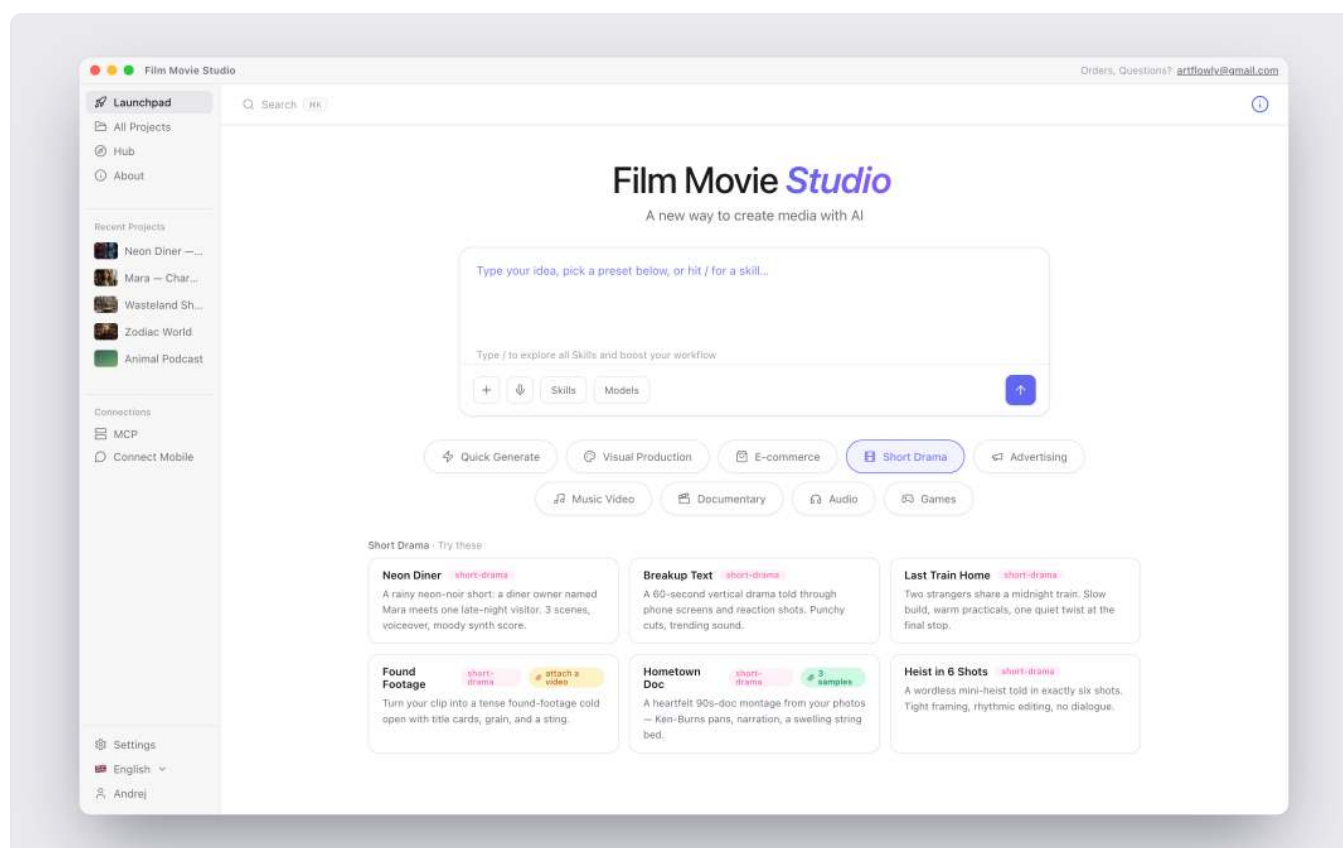 Film Movie Studio
Orders, Questions? artflowly@gmail.com
Launchpad
All Projects
Hub
About
Recent Projects
Neon Diner —...
Mara — Char...
Wasteland Sh...
Zodiac World
Animal Podcast
Connections
MCP
Connect Mobile
Settings
English
Andrej
Search ⌘K
Film Movie Studio
A new way to create media with AI
Type your idea, pick a preset below, or hit / for a skill...
Type / to explore all Skills and boost your workflow
Skills Models
Quick Generate Visual Production E-commerce Short Drama Advertising
Music Video Documentary Audio Games
Short Drama · Try these
Neon Diner short-drama
A rainy neon-noir short: a diner owner named
Mara meets one late-night visitor. 3 scenes,
voiceover, moody synth score.
Breakup Text short-drama
A 60-second vertical drama told through
phone screens and reaction shots. Punchy
cuts, trending sound.
Last Train Home short-drama
Two strangers share a midnight train. Slow
build, warm practicals, one quiet twist at the
final stop.
Found
Footage
short-
drama
attach a
video
Turn your clip into a tense found-footage cold
open with title cards, grain, and a sting.
Hometown
Doc
short-
drama
3
samples
A heartfelt 90s-doc montage from your photos
— Ken-Burns pans, narration, a swelling string
bed.
Heist in 6 Shots short-drama
A wordless mini-heist told in exactly six shots.
Tight framing, rhythmic editing, no dialogue.